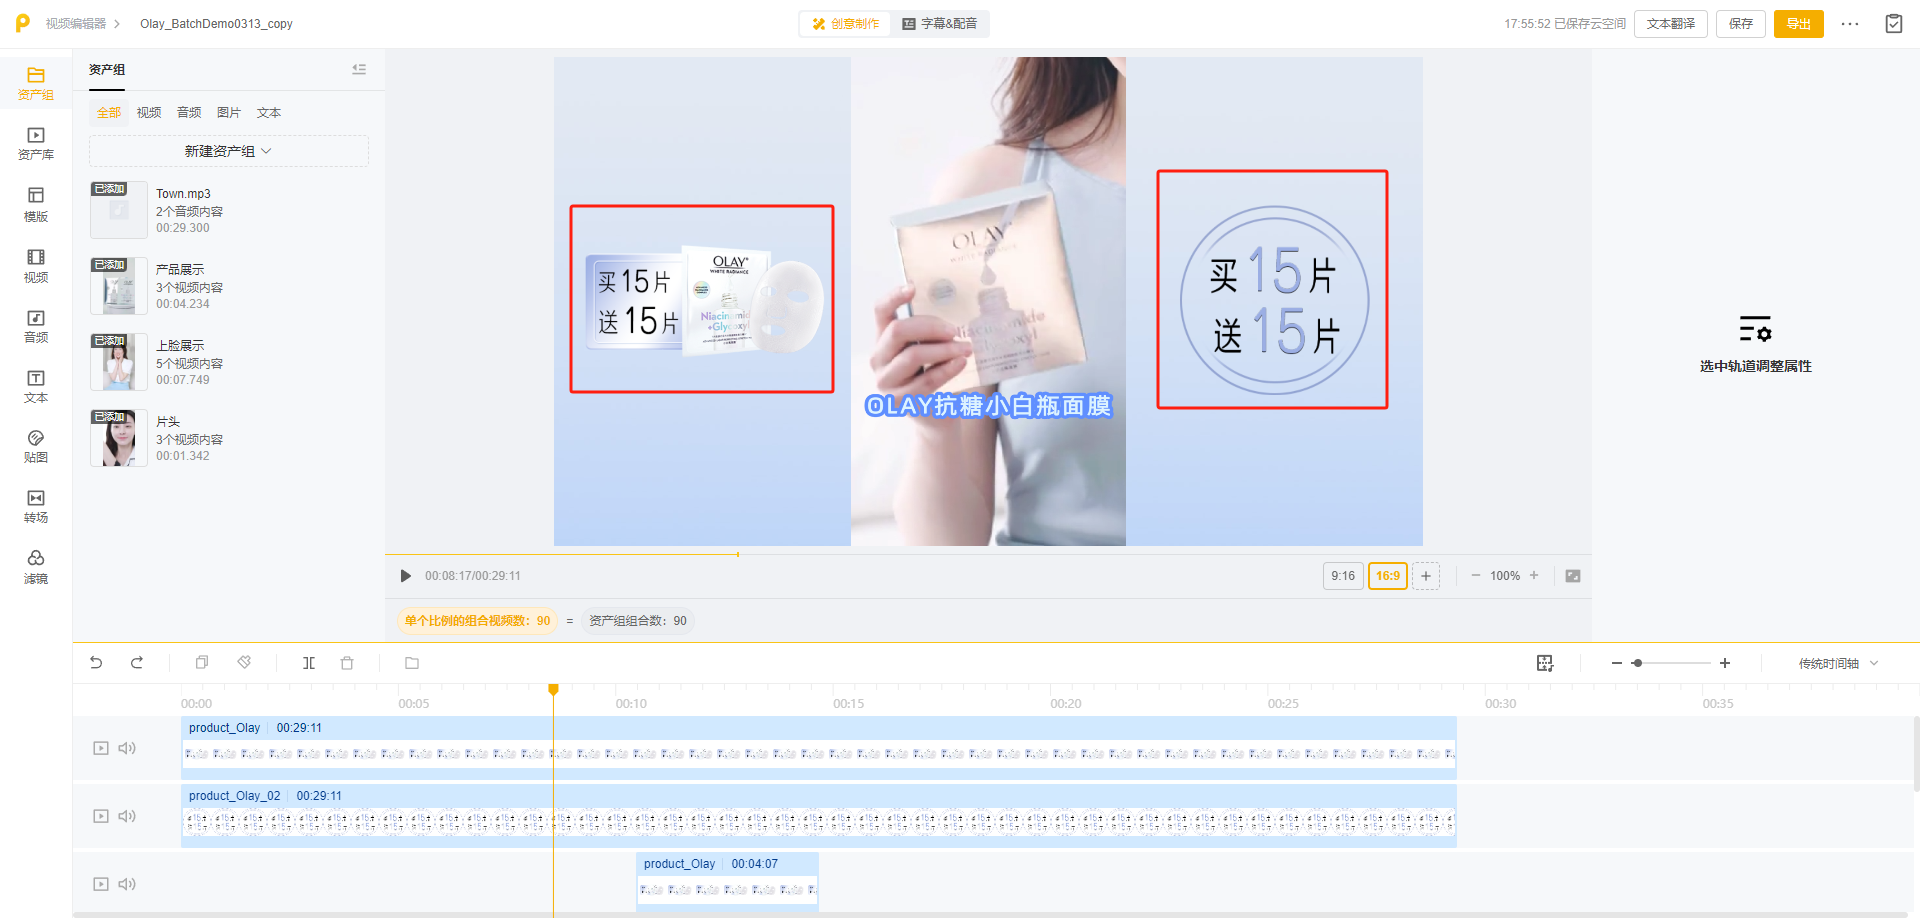 视频编辑器
Olay_BatchDemo0313_copy
创意制作
字幕&配音
17:55:52 已保存云空间
文本翻译
保存
导出
资产组
资产库
模版
视频
音频
文本
贴图
转场
滤镜
资产组
全部 视频 音频 图片 文本
新建资产组
已添加
Town.mp3
2个音频内容
00:29.300
已添加
产品展示
3个视频内容
00:04.234
已添加
上脸展示
5个视频内容
00:07.749
已添加
片头
3个视频内容
00:01.342
买15片
送15片
OLAY
WHITE RADIANCE
Niacinamide
+Glycoxyl
OLAY
WHITE RADIANCE
Niacinamide
Glycoxyl
OLAY抗糖小白瓶面膜
买15片
送15片
选中轨道调整属性
00:08:17/00:29:11
9:16
16:9
100%
单个比例的组合视频数：90 = 资产组组合数：90
传统时间轴
00:00 00:05 00:10 00:15 00:20 00:25 00:30 00:35
product_Olay 00:29:11
product_Olay_02 00:29:11
product_Olay 00:04:07